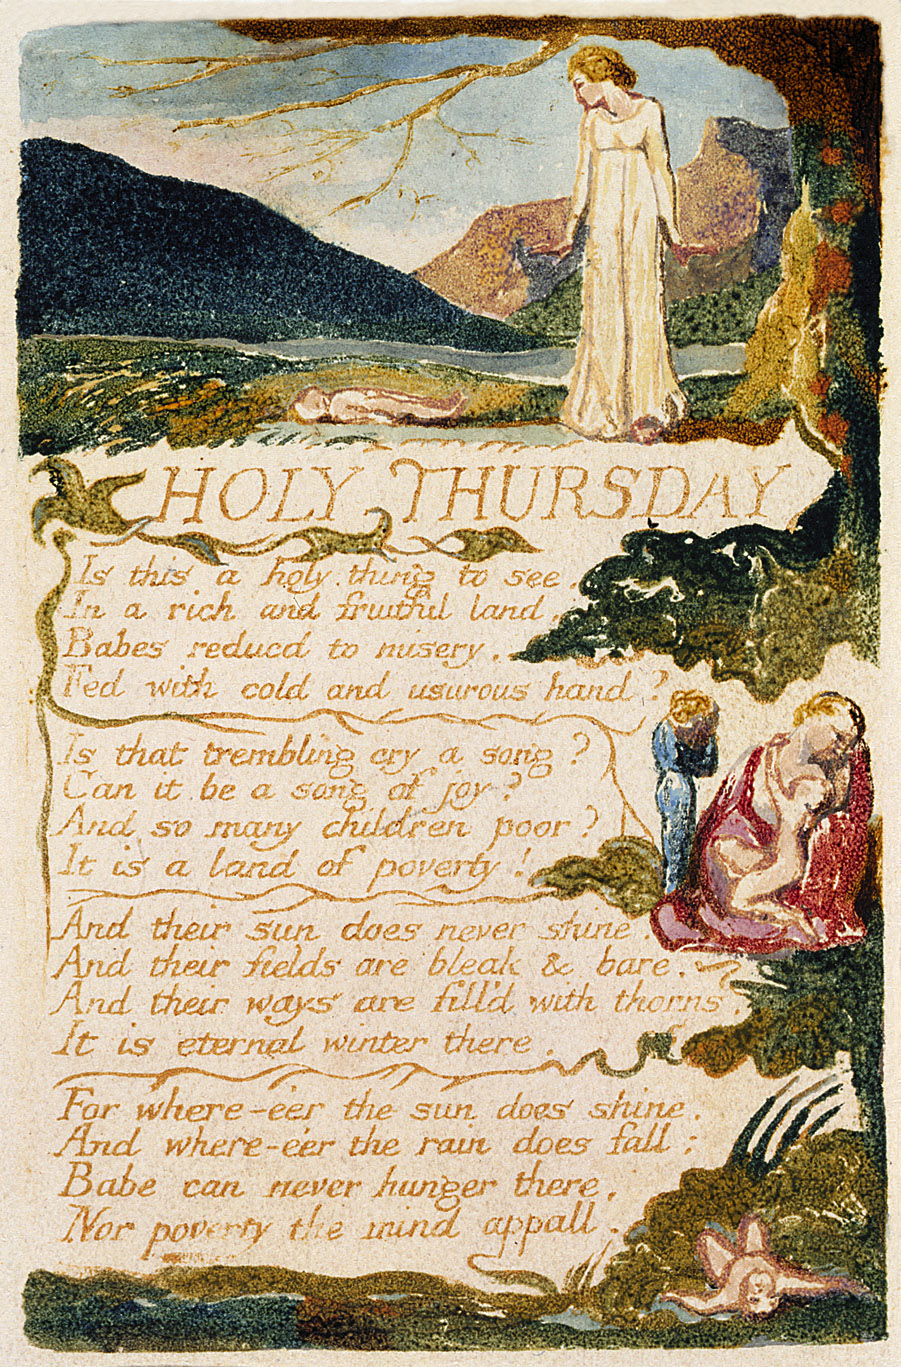 HOLY THURSDAY
Is this a holy thing to see.
In a rich and fruitful land.
Babes reducd to misery.
Fed with cold and usurous hand?
Is that trembling cry a song?
Can it be a song of joy?
And so many children poor?
It is a land of poverty!
And their sun does never shine.
And their fields are bleak & bare.
And their ways are fill'd with thorns
It is eternal winter there.
For where-e'er the sun does shine.
And where-e'er the rain does fall:
Babe can never hunger there,
Nor poverty the mind appall.